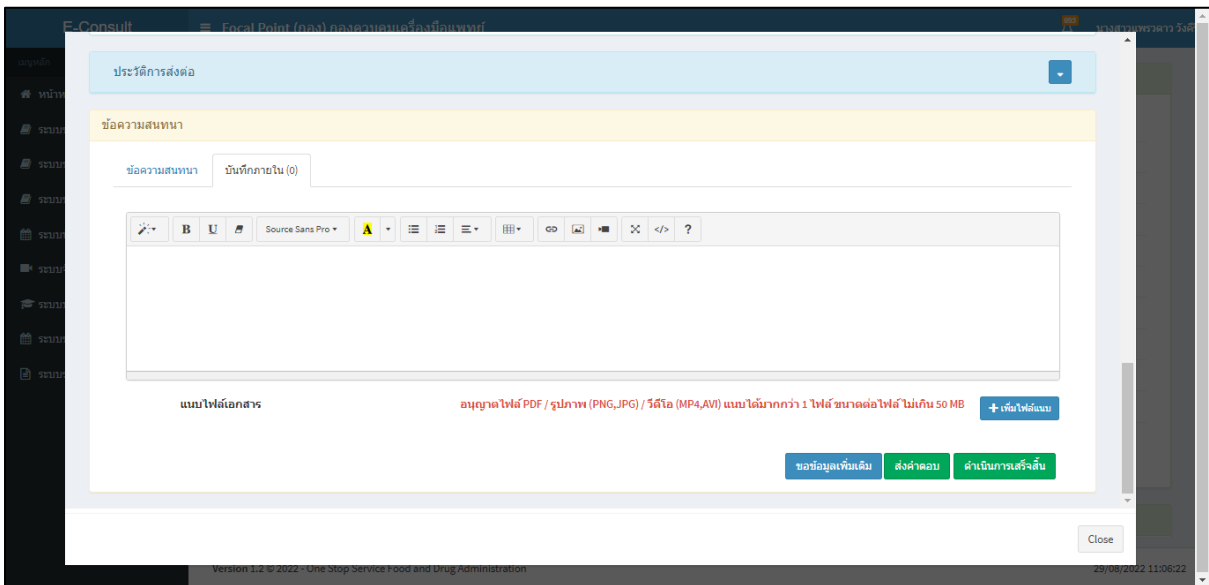 E-Consult
Focal Point (กอง) กองควบคุมเครื่องมือแพทย์
เมนูหลัก
ประวัติการส่งต่อ
ข้อความสนทนา
ข้อความสนทนา บันทึกภายใน (0)
B U Source Sans Pro A </> ?
แนบไฟล์เอกสาร อนุญาตไฟล์ PDF / รูปภาพ (PNG,JPG) / วีดีโอ (MP4,AVI) แนบได้มากกว่า 1 ไฟล์ ขนาดต่อไฟล์ ไม่เกิน 50 MB + เพิ่มไฟล์แนบ
ขอข้อมูลเพิ่มเติม ส่งคำตอบ ดำเนินการเสร็จสิ้น
Close
Version 1.2 © 2022 - One Stop Service Food and Drug Administration 29/08/2022 11:06:22